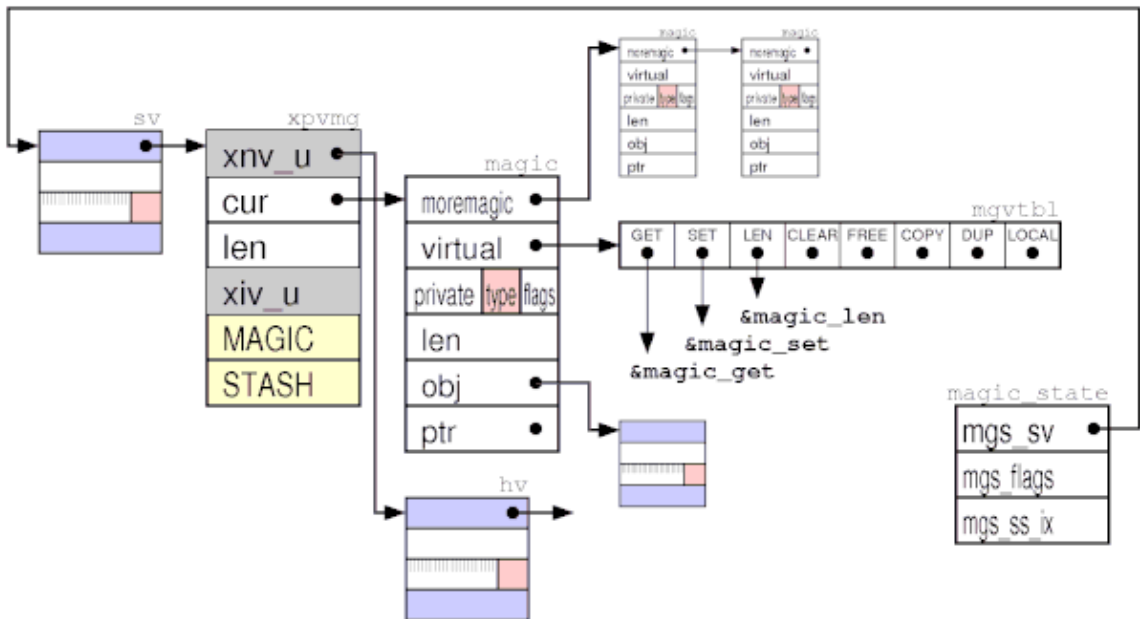 magic
magic
moremagic
moremagic
virtual
virtual
private type flags
private type flags
len
len
obj
obj
ptr
ptr
sv
xpvmg
xnv_u
cur
len
xiv_u
MAGIC
STASH
magic
moremagic
virtual
private type flags
len
obj
ptr
mgvtbl
GET SET LEN CLEAR FREE COPY DUP LOCAL
&magic_len
&magic_set
&magic_get
magic_state
mgs_sv
mgs_flags
mgs_ss_ix
hv